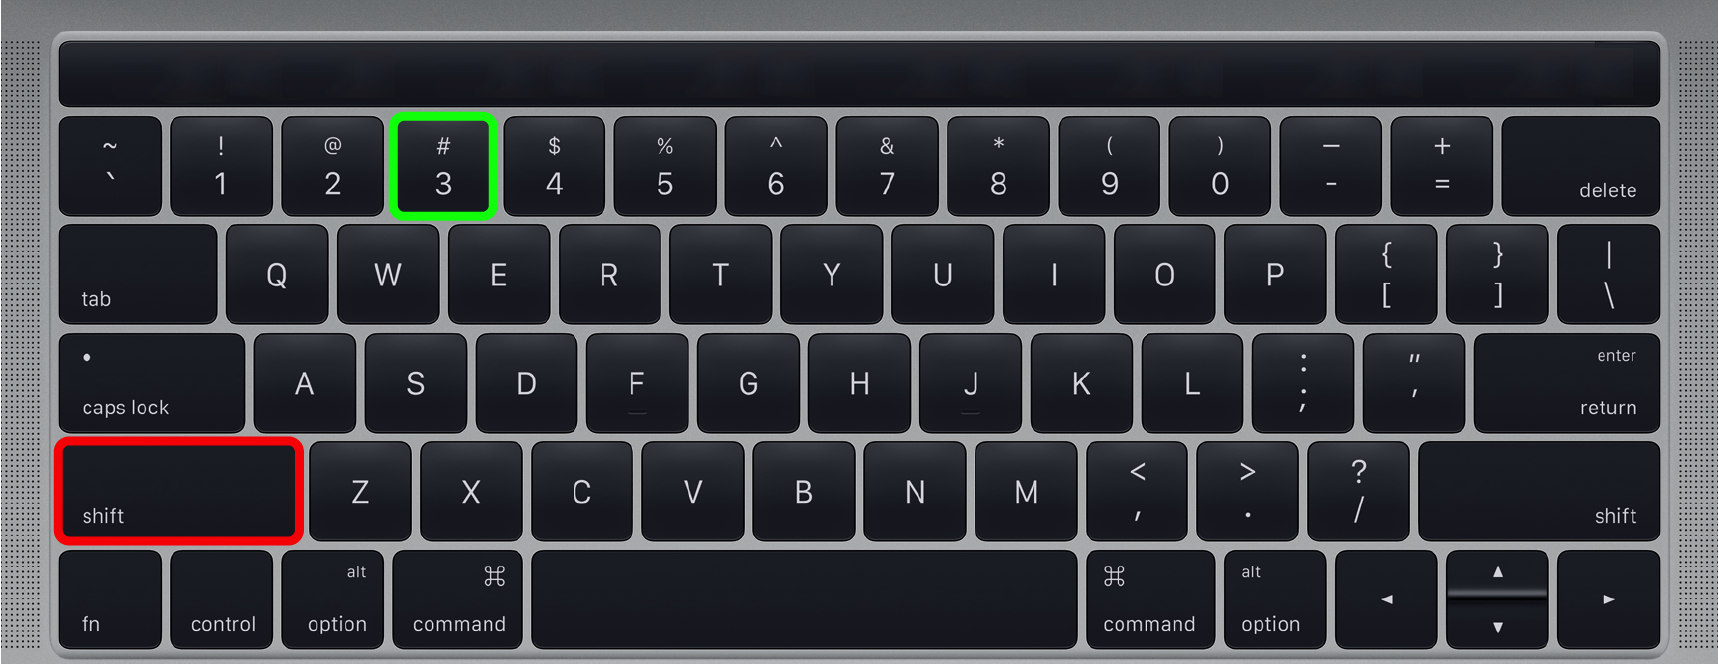 ~ ! @ # $ % ^ & * ( ) — +
` 1 2 3 4 5 6 7 8 9 0 - = delete
tab Q W E R T Y U I O P { [ } ] | \
caps lock A S D F G H J K L : ; " ' enter return
shift Z X C V B N M < , > . ? / shift
fn control alt option ⌘ command ⌘ command alt option ◄ ▲ ▼ ►